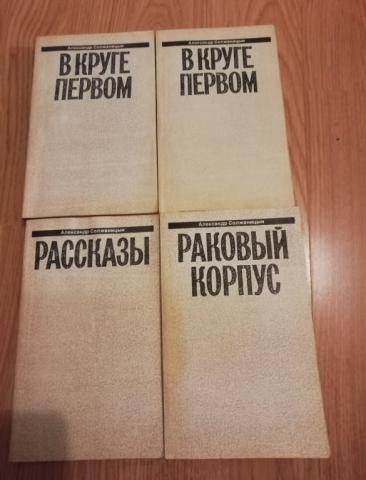 Александр Солженицын
В КРУГЕ
ПЕРВОМ
Александр Солженицын
В КРУГЕ
ПЕРВОМ
Александр Солженицын
РАССКАЗЫ
Александр Солженицын
РАКОВЫЙ
КОРПУС